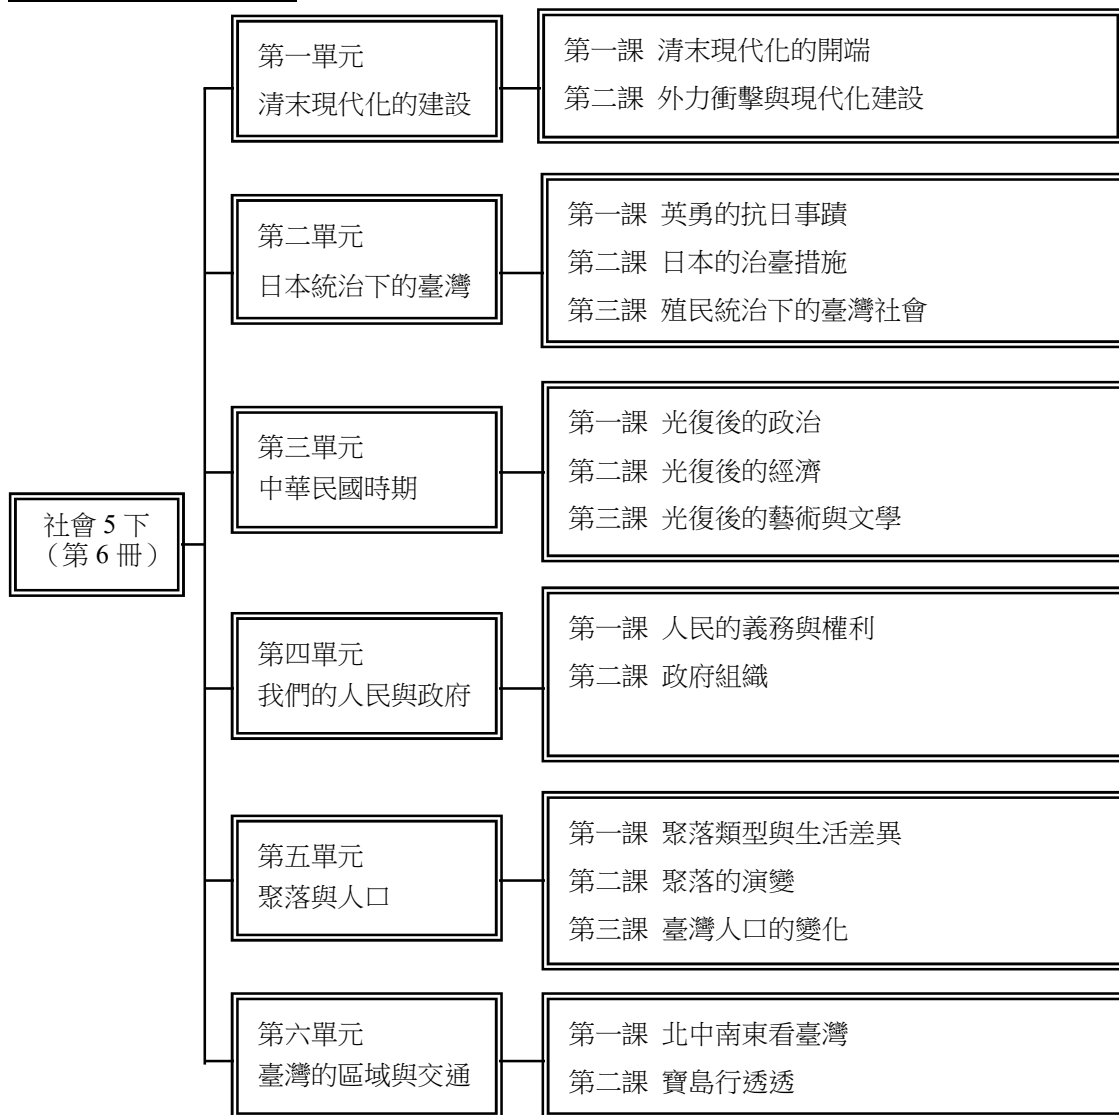 社會 5 下
（第 6 冊）
第一單元
清末現代化的建設
第一課 清末現代化的開端
第二課 外力衝擊與現代化建設
第二單元
日本統治下的臺灣
第一課 英勇的抗日事蹟
第二課 日本的治臺措施
第三課 殖民統治下的臺灣社會
第三單元
中華民國時期
第一課 光復後的政治
第二課 光復後的經濟
第三課 光復後的藝術與文學
第四單元
我們的人民與政府
第一課 人民的義務與權利
第二課 政府組織
第五單元
聚落與人口
第一課 聚落類型與生活差異
第二課 聚落的演變
第三課 臺灣人口的變化
第六單元
臺灣的區域與交通
第一課 北中南東看臺灣
第二課 寶島行透透